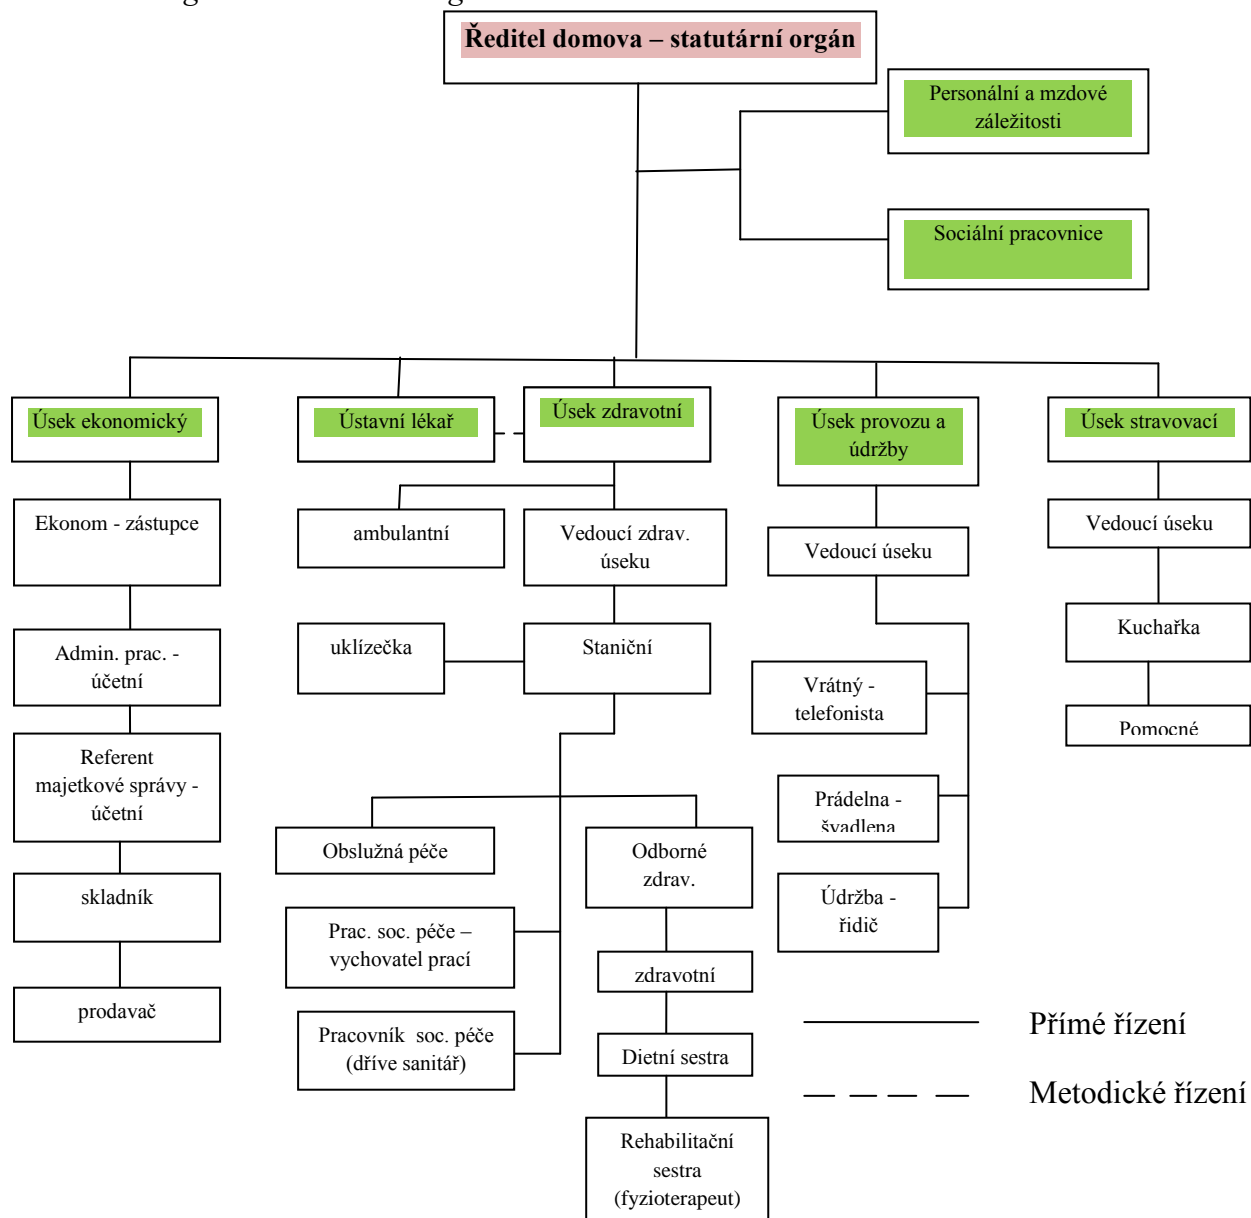 Ředitel domova – statutární orgán
Personální a mzdové
záležitosti
Sociální pracovnice
Úsek ekonomický
Ústavní lékař
Úsek zdravotní
Úsek provozu a
údržby
Úsek stravovací
Ekonom - zástupce
ambulantní
Vedoucí zdrav.
úseku
Vedoucí úseku
Vedoucí úseku
Admin. prac. -
účetní
uklízečka
Staniční
Kuchařka
Vrátný -
telefonista
Pomocné
Referent
majetkové správy -
účetní
Prádelna -
švadlena
Obslužná péče
Odborné
zdrav.
skladník
Údržba -
řidič
Prac. soc. péče –
vychovatel prací
zdravotní
prodavač
Pracovník soc. péče
(dříve sanitář)
Dietní sestra
Rehabilitační
sestra
(fyzioterapeut)
Přímé řízení
Metodické řízení